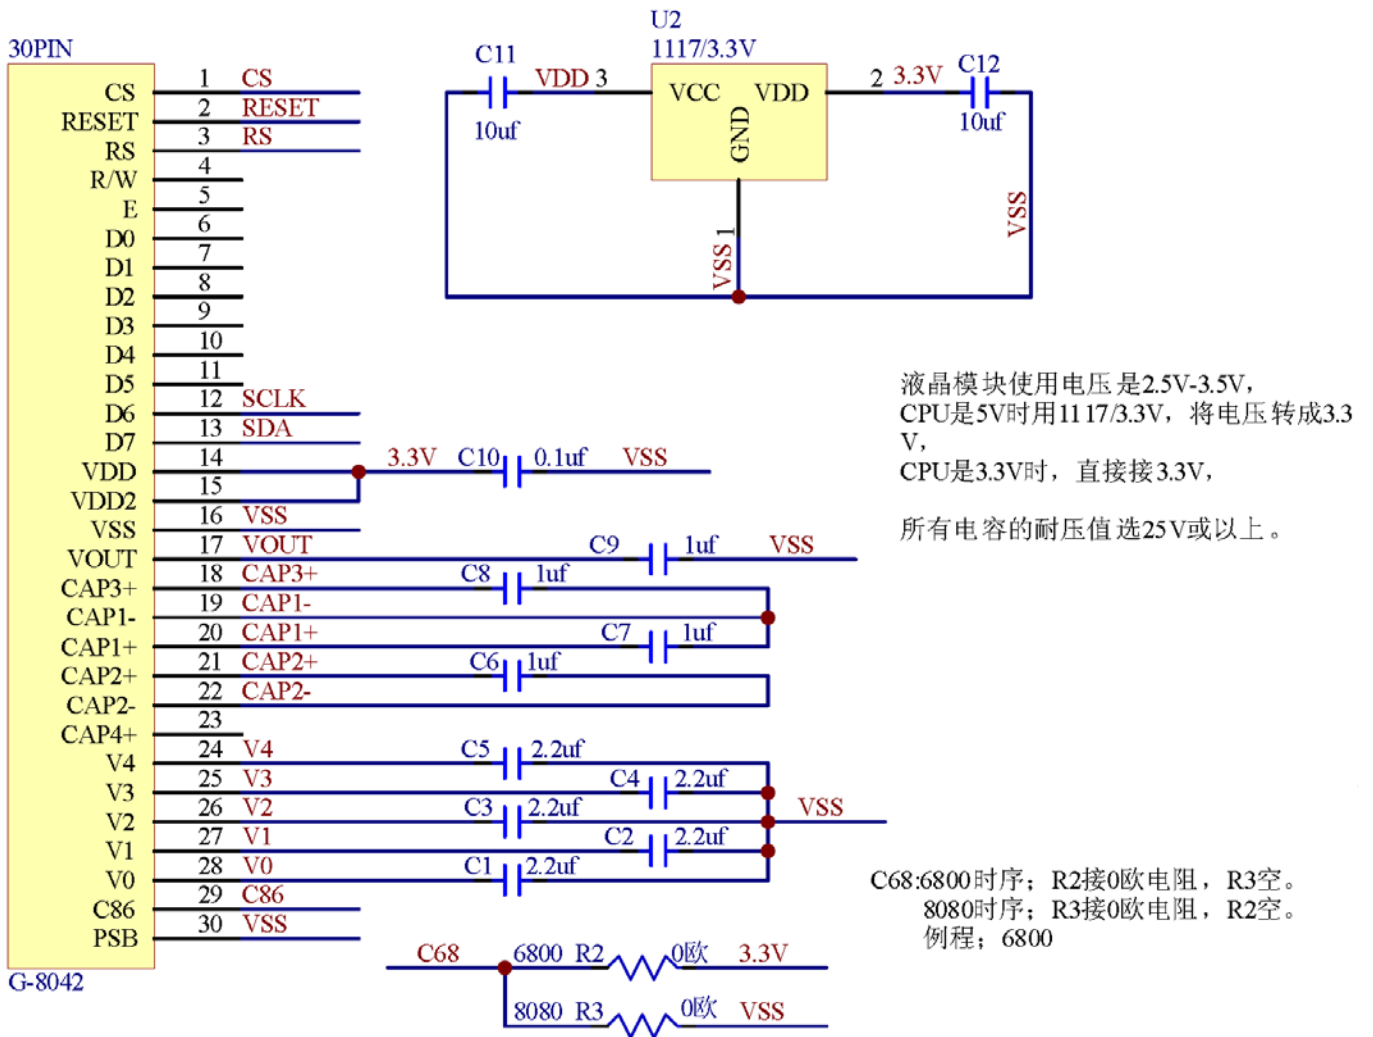 30PIN
CS 1 CS
RESET 2 RESET
RS 3 RS
R/W 4
E 5
D0 6
D1 7
D2 8
D3 9
D4 10
D5 11
D6 12 SCLK
D7 13 SDA
VDD 14 3.3V C10 0.1uf VSS
VDD2 15
VSS 16 VSS
VOUT 17 VOUT C9 1uf VSS
CAP3+ 18 CAP3+ C8 1uf
CAP1- 19 CAP1-
CAP1+ 20 CAP1+ C7 1uf
CAP2+ 21 CAP2+ C6 1uf
CAP2- 22 CAP2-
CAP4+ 23
V4 24 V4 C5 2.2uf
V3 25 V3 C4 2.2uf
V2 26 V2 C3 2.2uf VSS
V1 27 V1 C2 2.2uf
V0 28 V0 C1 2.2uf
C86 29 C86
PSB 30 VSS
G-8042
U2
1117/3.3V
C11 VDD 3 VCC VDD 2 3.3V C12
10uf GND 10uf
VSS 1 VSS
液晶模块使用电压是2.5V-3.5V，
CPU是5V时用1117/3.3V，将电压转成3.3
V，
CPU是3.3V时，直接接3.3V，
所有电容的耐压值选25V或以上。
C68:6800时序；R2接0欧电阻，R3空。
8080时序；R3接0欧电阻，R2空。
例程；6800
C68 6800 R2 0欧 3.3V
8080 R3 0欧 VSS